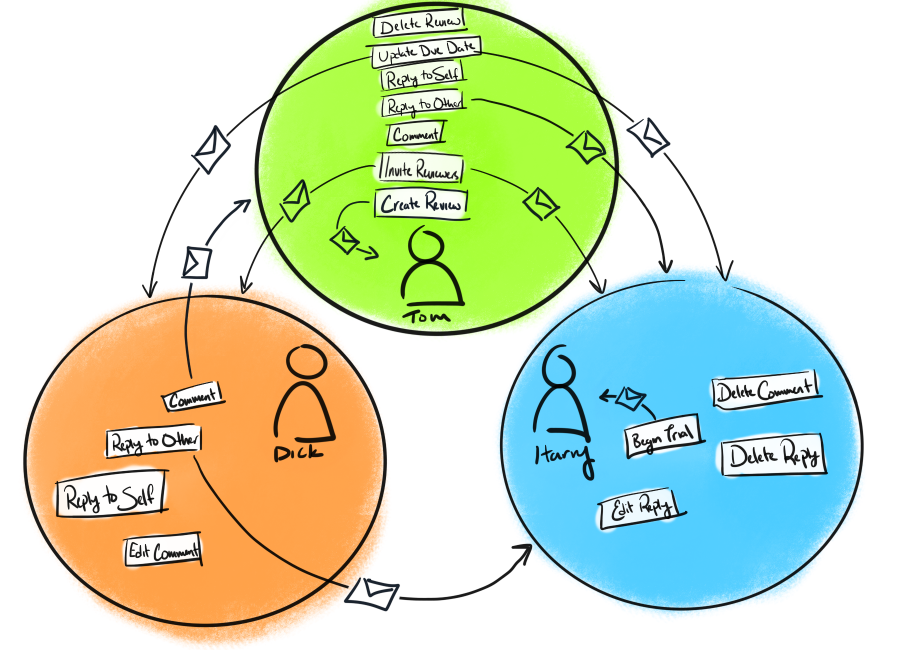 Delete Review
Update Due Date
Reply to Self
Reply to Other
Comment
Invite Reviewers
Create Review
Tom
Comment
Reply to Other
Reply to Self
Edit Comment
Dick
Harry
Begin Trial
Delete Comment
Delete Reply
Edit Reply